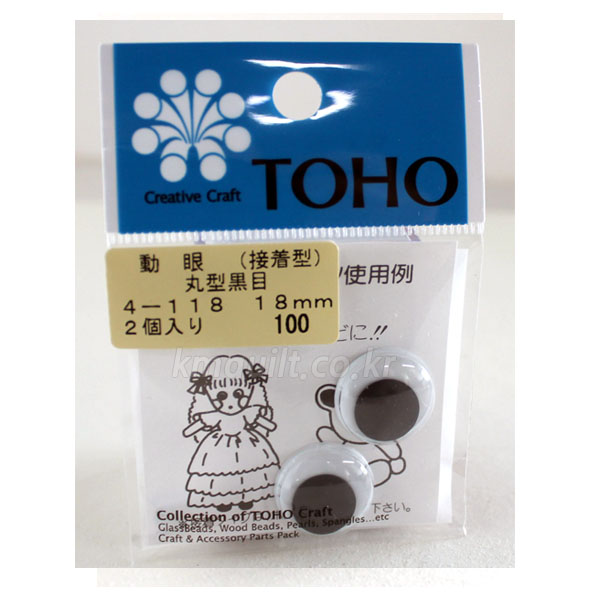 Creative Craft
TOHO
動 眼 (接着型)
丸型黒目
4－118 18mm
2個入り 100
使用例
どに!!
kmquilt.co.kr
下さい。
Collection of TOHO Craft
GlassBeads, Wood Beads, Pearls, Spangles...etc
Craft & Accessory Parts Pack